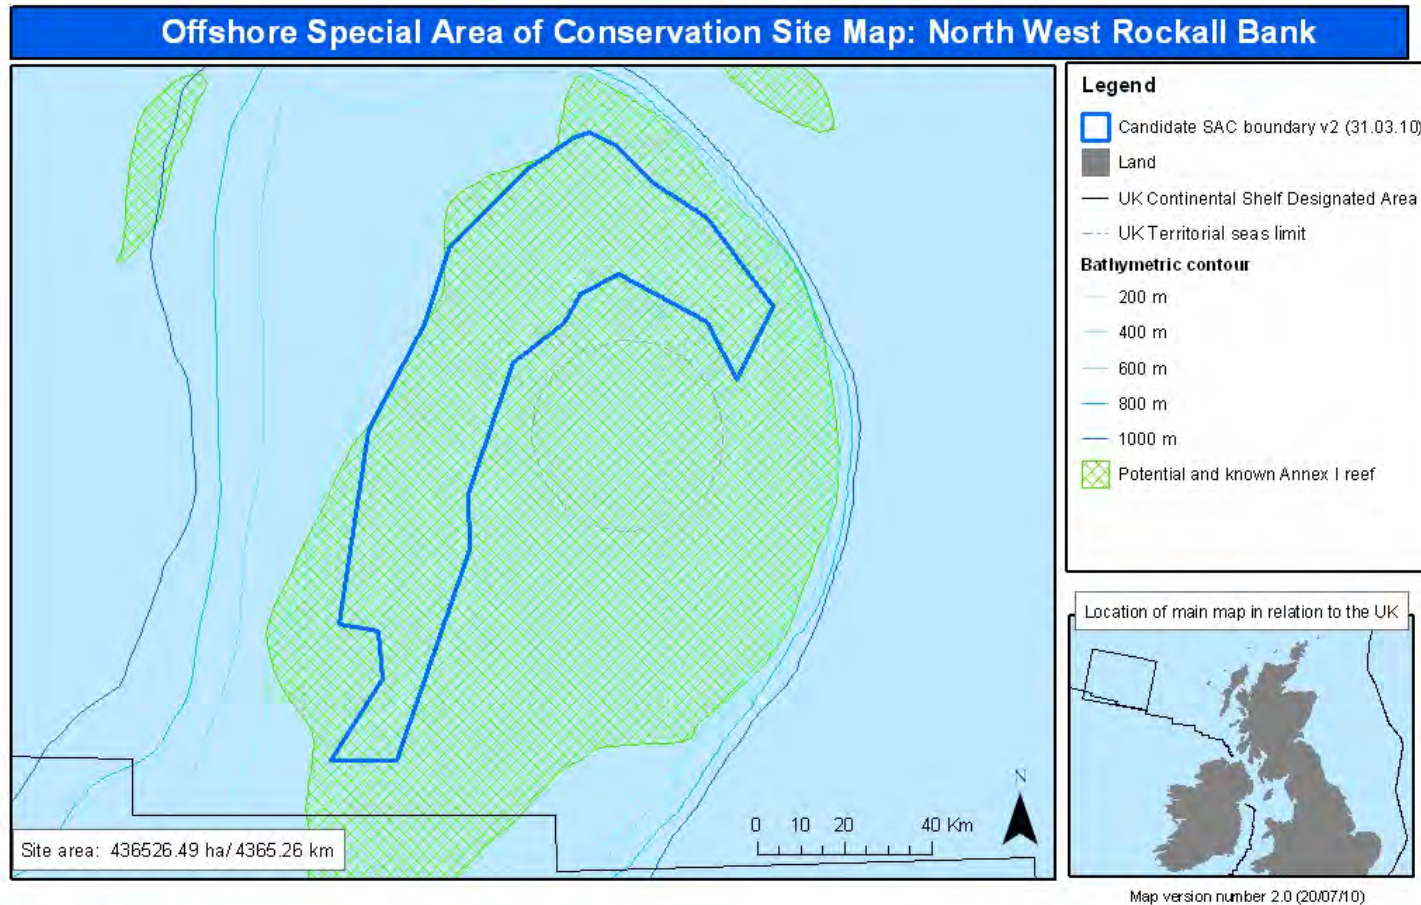 Offshore Special Area of Conservation Site Map: North West Rockall Bank
Legend
Candidate SAC boundary v2 (31.03.10)
Land
UK Continental Shelf Designated Area
UK Territorial seas limit
Bathymetric contour
200 m
400 m
600 m
800 m
1000 m
Potential and known Annex I reef
Location of main map in relation to the UK
N
0 10 20 40 Km
Site area: 436526.49 ha/ 4365.26 km
Map version number 2.0 (20/07/10)